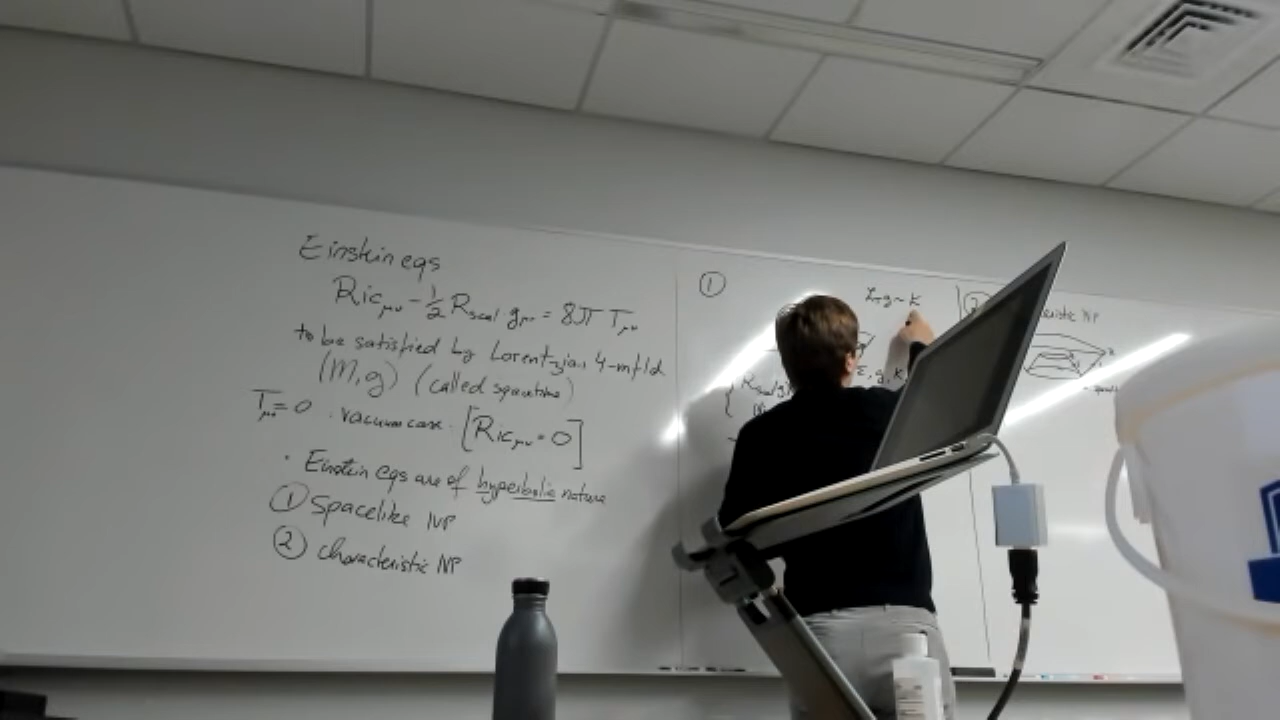 Einstein eqs
Ric_μν - 1/2 R_scal g_μν = 8π T_μν
to be satisfied by Lorentzian 4-mfld
(M, g) (called spacetime)
T_μν = 0 · vacuum case · [Ric_μν = 0]
· Einstein eqs are of hyperbolic nature
① Spacelike IVP
② characteristic IVP
①
L_T g ~ K
Σ, g, K
②
IVP